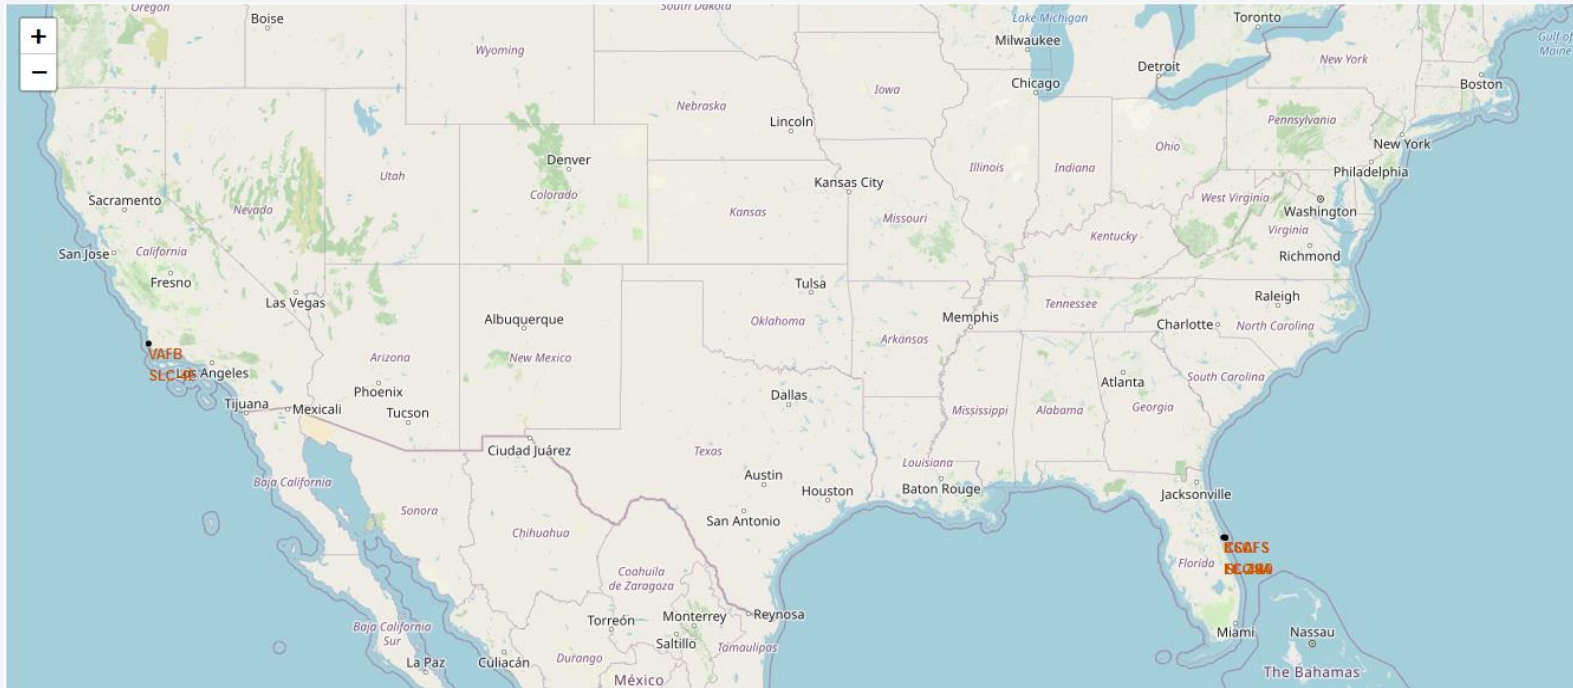 Oregon
Boise
South Dakota
Lake Michigan
Toronto
Gulf of
Maine
+
−
Wyoming
Milwaukee
Detroit
New York
Chicago
Boston
Iowa
Nebraska
Lincoln
Pennsylvania
New York
Denver
Ohio
Illinois
Indiana
Philadelphia
Utah
Kansas City
Colorado
Sacramento
West Virginia
Nevada
Kansas
Missouri
Washington
Virginia
Kentucky
San Jose
California
Richmond
Fresno
Tulsa
Las Vegas
Raleigh
Tennessee
Albuquerque
Oklahoma
Memphis
Charlotte
North Carolina
Arkansas
VAFB
Arizona
New Mexico
SLC-4E
Los Angeles
South Carolina
Atlanta
Phoenix
Dallas
Tijuana
Mexicali
Tucson
Mississippi
Alabama
Georgia
Ciudad Juárez
Texas
Louisiana
Austin
Baja California
Houston
Baton Rouge
Jacksonville
Sonora
San Antonio
Chihuahua
Florida
Coahuila
de Zaragoza
Reynosa
Monterrey
Torreón
Baja California
Sur
Miami
Nassau
Saltillo
Tamaulipas
La Paz
Culiacán
Durango
México
The Bahamas